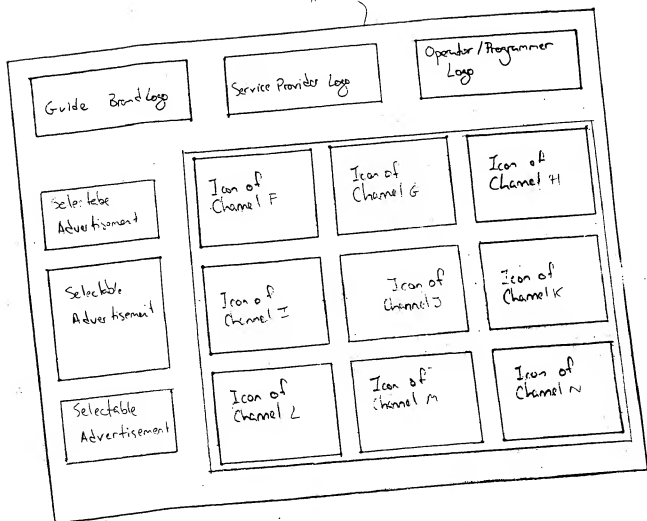 Guide Brand Logo
Service Provider Logo
Operator / Programmer
Logo
Selectabe
Advertisement
Selectable
Advertisement
Selectable
Advertisement
Icon of
Channel F
Icon of
Channel G
Icon of
Channel H
Icon of
Channel I
Icon of
Channel J
Icon of
Channel K
Icon of
Channel L
Icon of
Channel M
Icon of
Channel N